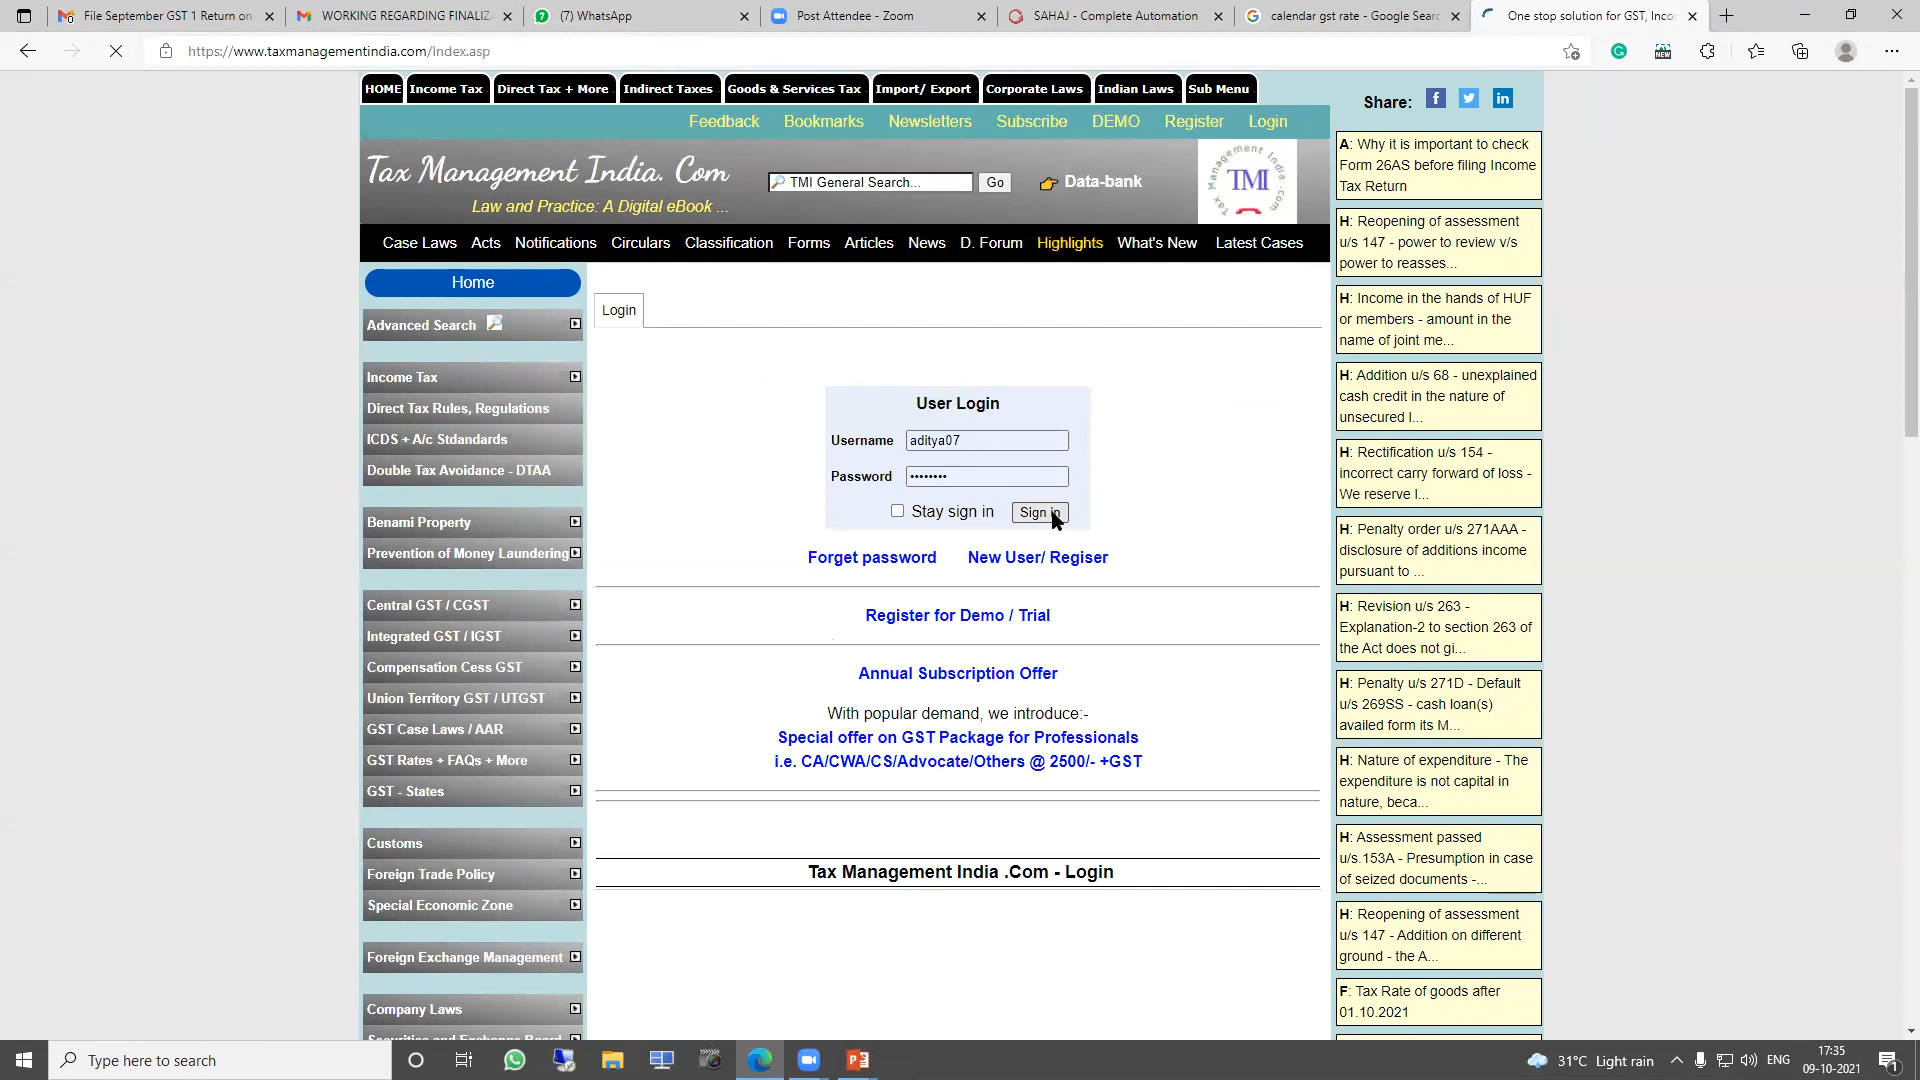 File September GST 1 Return on
WORKING REGARDING FINALIZ
(7) WhatsApp
Post Attendee - Zoom
SAHAJ - Complete Automation
calendar gst rate - Google Searc
One stop solution for GST, Inco
https://www.taxmanagementindia.com/Index.asp
HOME
Income Tax
Direct Tax + More
Indirect Taxes
Goods & Services Tax
Import/ Export
Corporate Laws
Indian Laws
Sub Menu
Share:
Feedback
Bookmarks
Newsletters
Subscribe
DEMO
Register
Login
Tax Management India. Com
Law and Practice: A Digital eBook ...
TMI General Search...
Go
Data-bank
Tax Management India .com
TMI
Case Laws
Acts
Notifications
Circulars
Classification
Forms
Articles
News
D. Forum
Highlights
What's New
Latest Cases
Home
Advanced Search
Income Tax
Direct Tax Rules, Regulations
ICDS + A/c Stdandards
Double Tax Avoidance - DTAA
Benami Property
Prevention of Money Laundering
Central GST / CGST
Integrated GST / IGST
Compensation Cess GST
Union Territory GST / UTGST
GST Case Laws / AAR
GST Rates + FAQs + More
GST - States
Customs
Foreign Trade Policy
Special Economic Zone
Foreign Exchange Management
Company Laws
Securities and Exchange Board
Login
User Login
Username
aditya07
Password
••••••••
Stay sign in
Sign in
Forget password
New User/ Regiser
Register for Demo / Trial
Annual Subscription Offer
With popular demand, we introduce:-
Special offer on GST Package for Professionals
i.e. CA/CWA/CS/Advocate/Others @ 2500/- +GST
Tax Management India .Com - Login
A: Why it is important to check
Form 26AS before filing Income
Tax Return
H: Reopening of assessment
u/s 147 - power to review v/s
power to reasses...
H: Income in the hands of HUF
or members - amount in the
name of joint me...
H: Addition u/s 68 - unexplained
cash credit in the nature of
unsecured l...
H: Rectification u/s 154 -
incorrect carry forward of loss -
We reserve l...
H: Penalty order u/s 271AAA -
disclosure of additions income
pursuant to ...
H: Revision u/s 263 -
Explanation-2 to section 263 of
the Act does not gi...
H: Penalty u/s 271D - Default
u/s 269SS - cash loan(s)
availed form its M...
H: Nature of expenditure - The
expenditure is not capital in
nature, beca...
H: Assessment passed
u/s.153A - Presumption in case
of seized documents -...
H: Reopening of assessment
u/s 147 - Addition on different
ground - the A...
F: Tax Rate of goods after
01.10.2021
Type here to search
31°C Light rain
ENG
17:35
09-10-2021